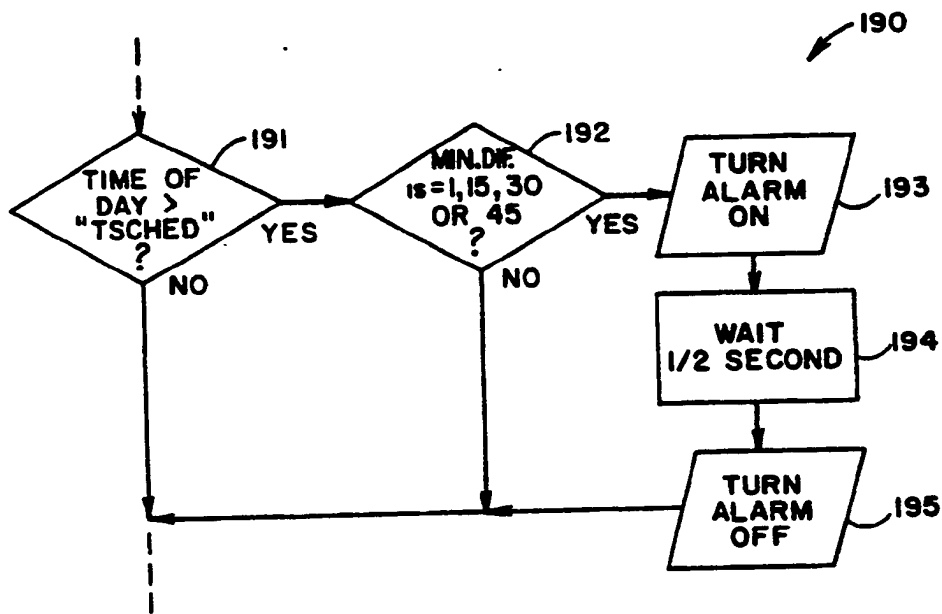 190
191
TIME OF
DAY >
"TSCHED"
?
YES
NO
192
MIN.DIF.
is=1,15,30
OR 45
?
YES
NO
TURN
ALARM
ON
193
WAIT
1/2 SECOND
194
TURN
ALARM
OFF
195